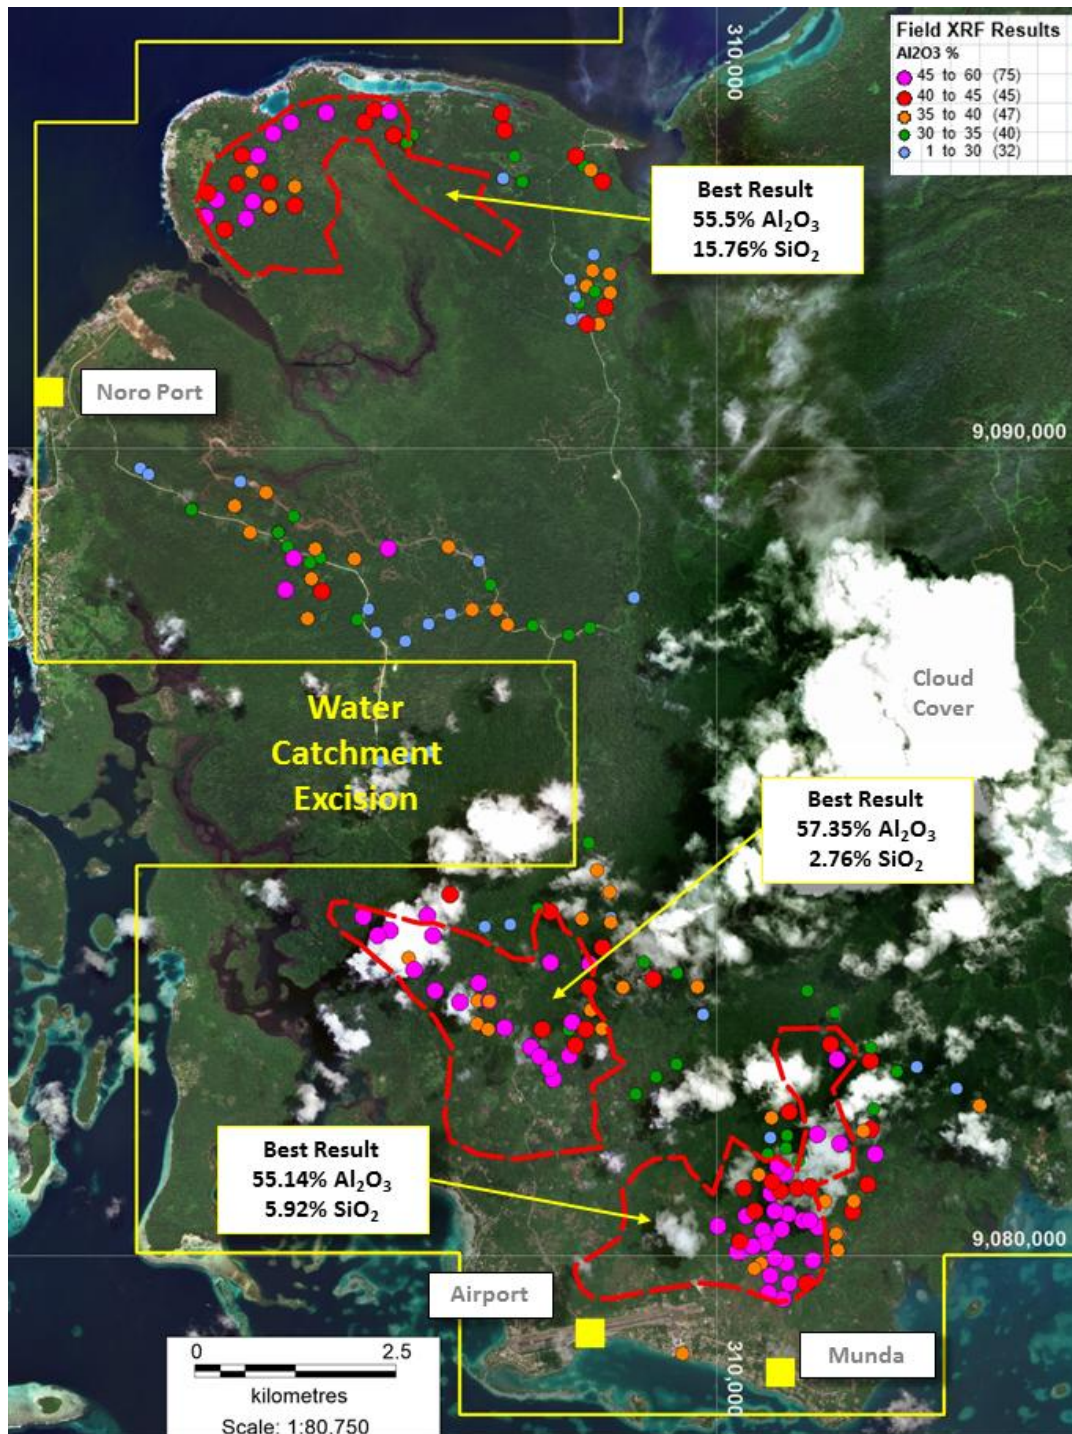 310,000
Field XRF Results
Al2O3 %
45 to 60 (75)
40 to 45 (45)
35 to 40 (47)
30 to 35 (40)
1 to 30 (32)
Best Result
55.5% Al₂O₃
15.76% SiO₂
Noro Port
9,090,000
Water
Catchment
Excision
Cloud
Cover
Best Result
57.35% Al₂O₃
2.76% SiO₂
Best Result
55.14% Al₂O₃
5.92% SiO₂
9,080,000
Airport
Munda
310,000
0 2.5
kilometres
Scale: 1:80,750